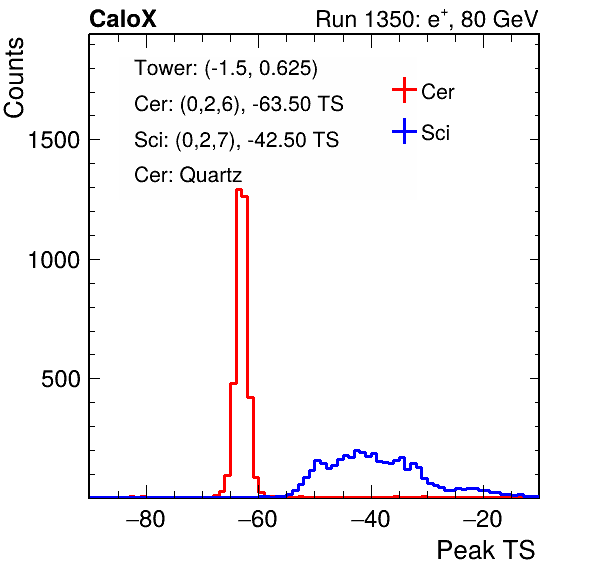 CaloX Run 1350: e⁺, 80 GeV
Counts
Tower: (-1.5, 0.625)
Cer: (0,2,6), -63.50 TS
Sci: (0,2,7), -42.50 TS
Cer: Quartz
Cer
Sci
1500
1000
500
−80 −60 −40 −20
Peak TS